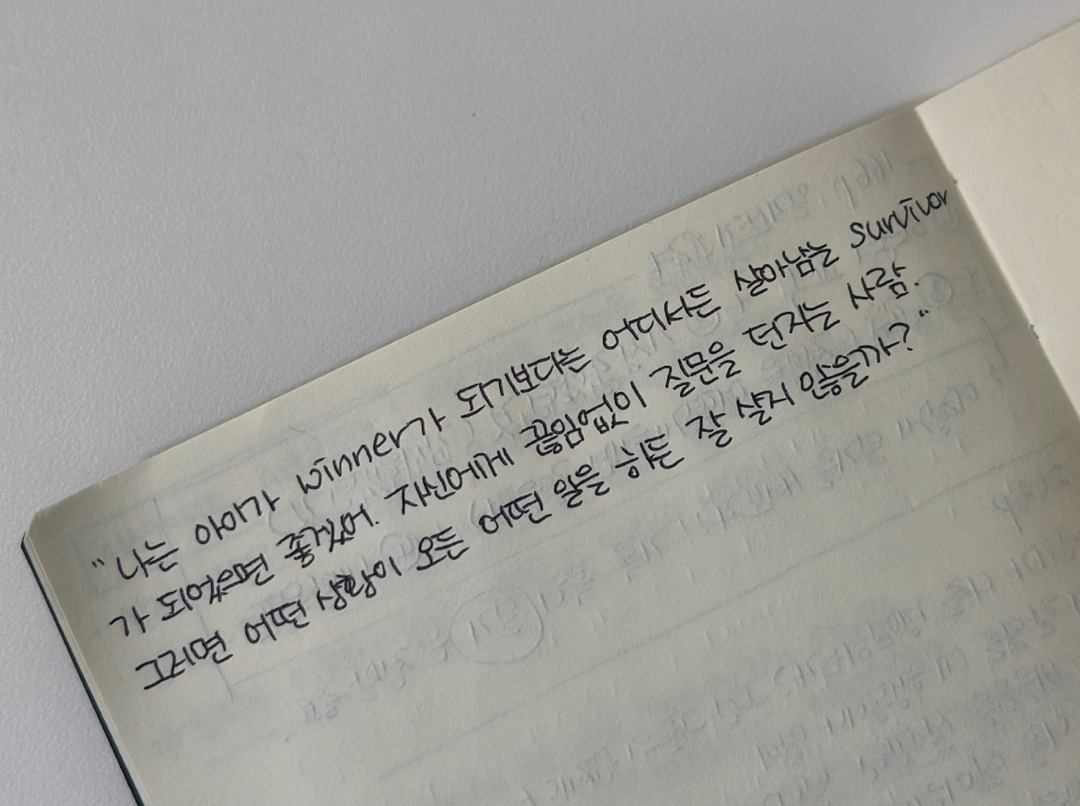 "나는 아이가 winner가 되기보다는 어디서든 살아남는 survivor
가 되었으면 좋겠어. 자신에게 끊임없이 질문을 던지는 사람.
그러면 어떤 상황이 오든 어떤 일을 하든 잘 살지 않을까?"